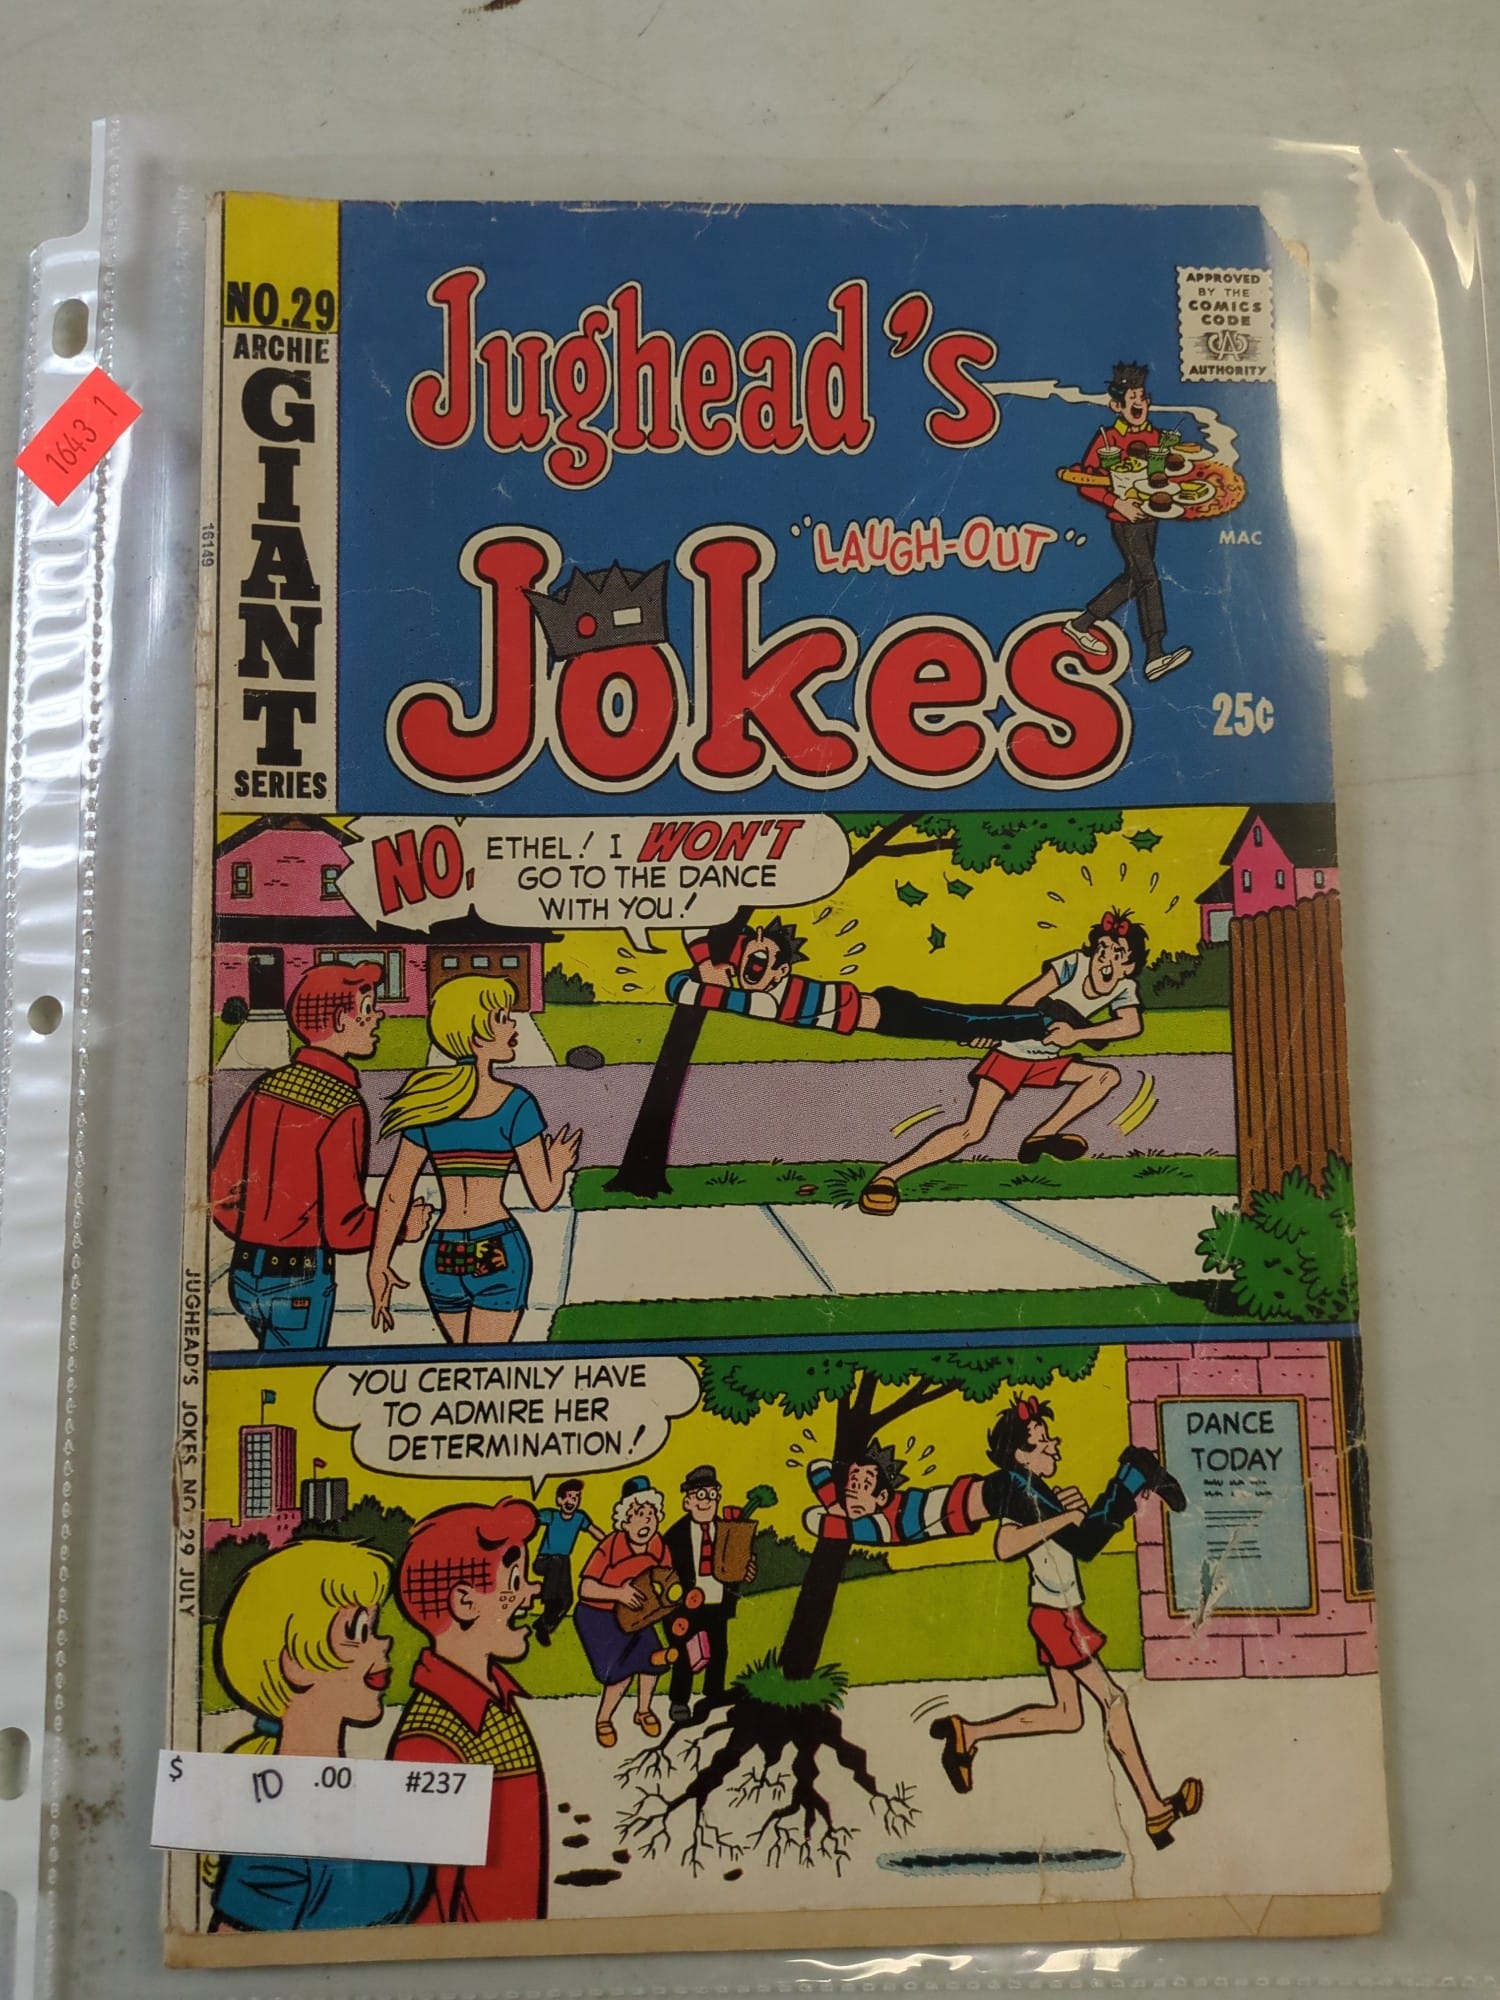 NO.29
ARCHIE
GIANT
SERIES
Jughead's
"LAUGH-OUT"
Jokes
APPROVED
BY THE
COMICS
CODE
CA
AUTHORITY
MAC
25¢
1643 1
16149
NO, ETHEL! I WON'T
GO TO THE DANCE
WITH YOU!
YOU CERTAINLY HAVE
TO ADMIRE HER
DETERMINATION!
DANCE
TODAY
JUGHEAD'S JOKES NO. 29 JULY
$ 10 .00 #237